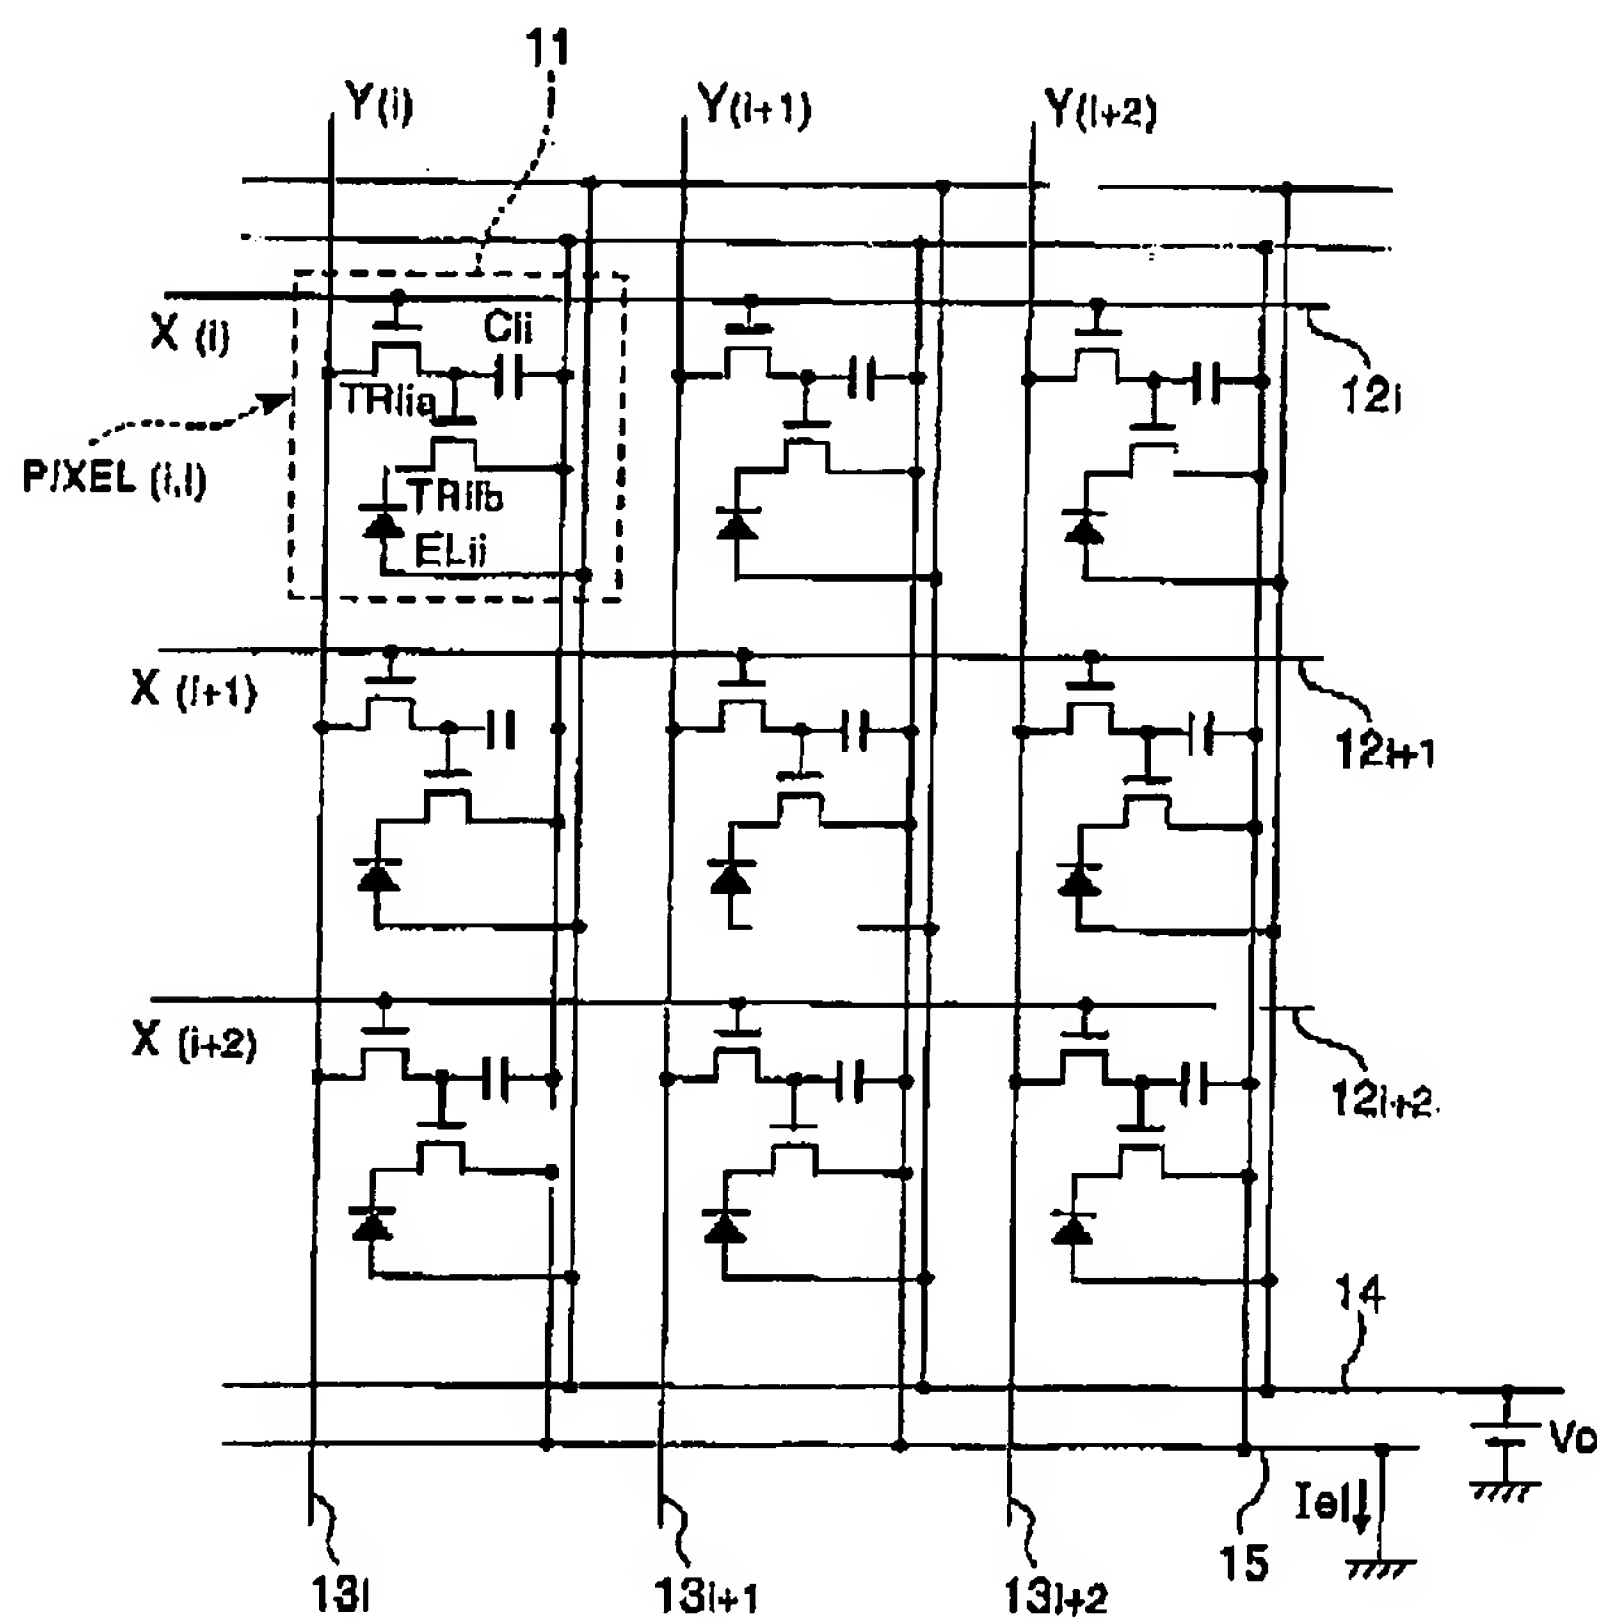 11
Y(i) Y(i+1) Y(i+2)
X (i)
Cii
12i
TRiia
PIXEL (i,i)
TRiib
ELii
X (i+1)
12i+1
X (i+2)
12i+2
14
Vo
Iel
15
13i 13i+1 13i+2